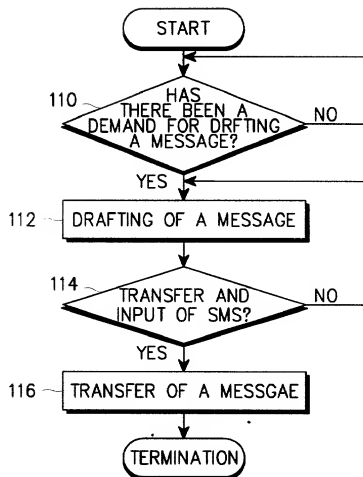 START
110
HAS
THERE BEEN A
DEMAND FOR DRFTING
A MESSAGE?
NO
YES
112
DRAFTING OF A MESSAGE
114
TRANSFER AND
INPUT OF SMS?
NO
YES
116
TRANSFER OF A MESSGAE
TERMINATION